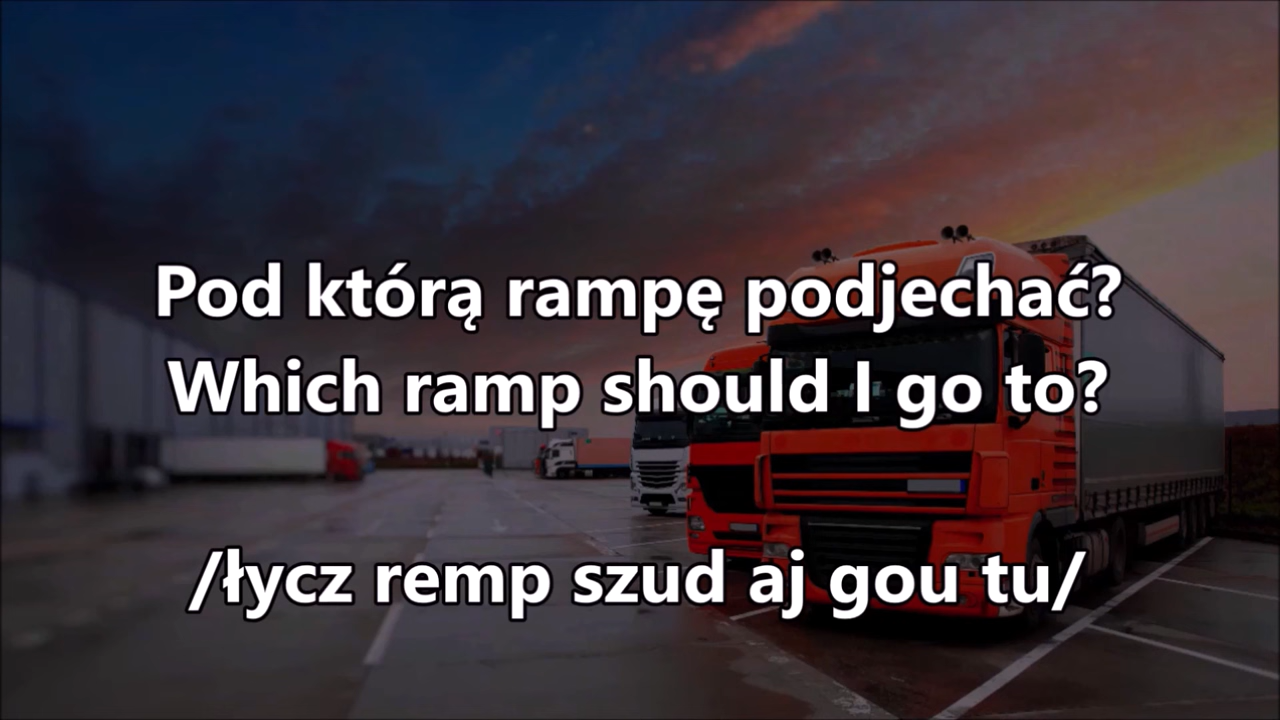 Pod którą rampę podjechać?
Which ramp should I go to?
/łycz remp szud aj gou tu/